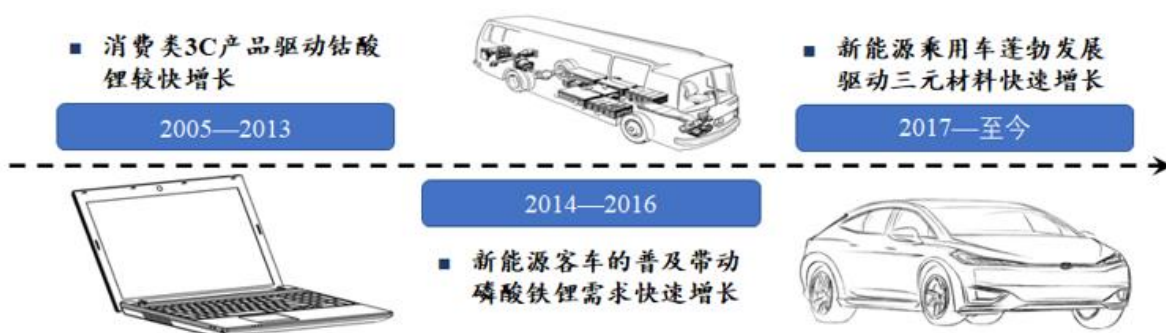 ■ 消费类3C产品驱动钴酸
锂较快增长
2005—2013
2014—2016
■ 新能源客车的普及带动
磷酸铁锂需求快速增长
■ 新能源乘用车蓬勃发展
驱动三元材料快速增长
2017—至今